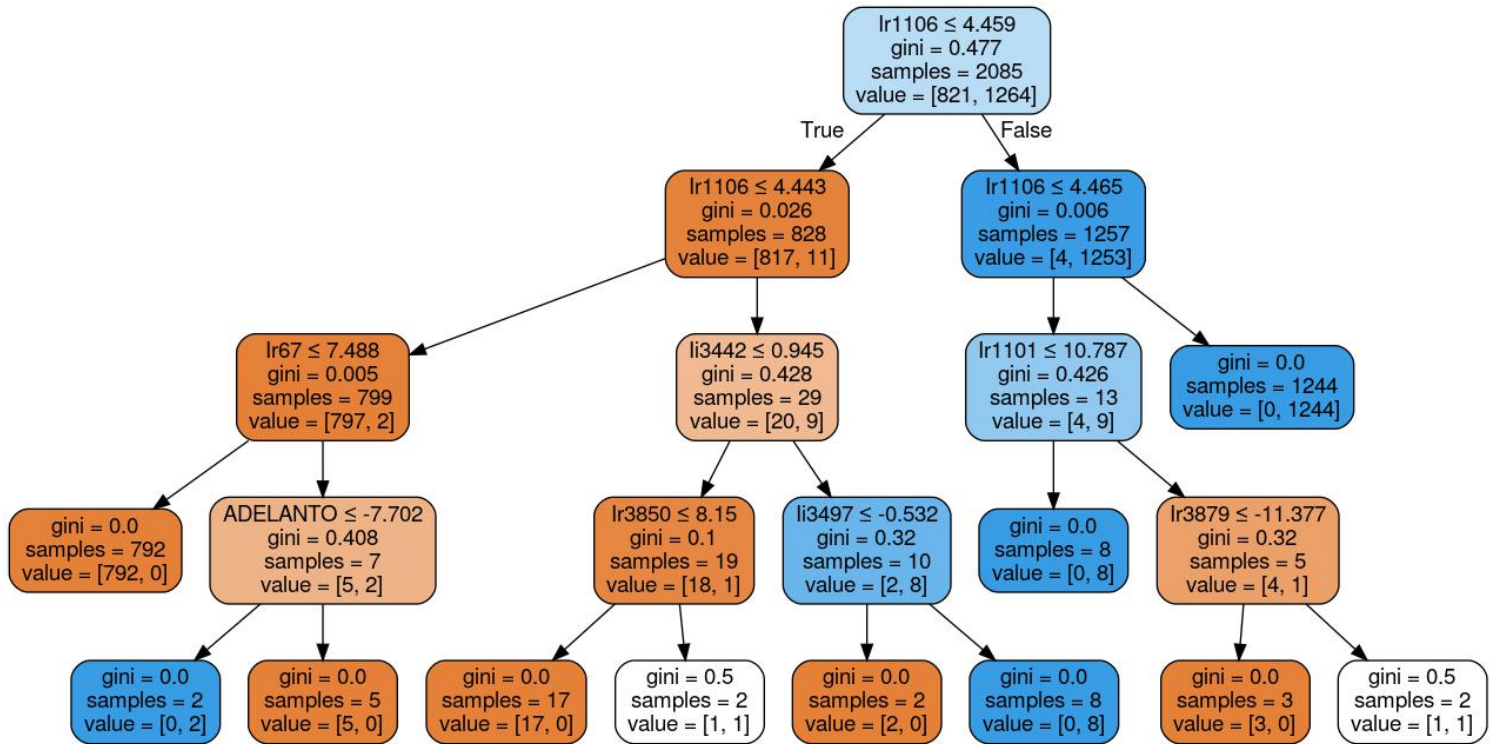 lr1106 ≤ 4.459
gini = 0.477
samples = 2085
value = [821, 1264]
True
False
lr1106 ≤ 4.443
gini = 0.026
samples = 828
value = [817, 11]
lr1106 ≤ 4.465
gini = 0.006
samples = 1257
value = [4, 1253]
lr67 ≤ 7.488
gini = 0.005
samples = 799
value = [797, 2]
li3442 ≤ 0.945
gini = 0.428
samples = 29
value = [20, 9]
lr1101 ≤ 10.787
gini = 0.426
samples = 13
value = [4, 9]
gini = 0.0
samples = 1244
value = [0, 1244]
gini = 0.0
samples = 792
value = [792, 0]
ADELANTO ≤ -7.702
gini = 0.408
samples = 7
value = [5, 2]
lr3850 ≤ 8.15
gini = 0.1
samples = 19
value = [18, 1]
li3497 ≤ -0.532
gini = 0.32
samples = 10
value = [2, 8]
gini = 0.0
samples = 8
value = [0, 8]
lr3879 ≤ -11.377
gini = 0.32
samples = 5
value = [4, 1]
gini = 0.0
samples = 2
value = [0, 2]
gini = 0.0
samples = 5
value = [5, 0]
gini = 0.0
samples = 17
value = [17, 0]
gini = 0.5
samples = 2
value = [1, 1]
gini = 0.0
samples = 2
value = [2, 0]
gini = 0.0
samples = 8
value = [0, 8]
gini = 0.0
samples = 3
value = [3, 0]
gini = 0.5
samples = 2
value = [1, 1]